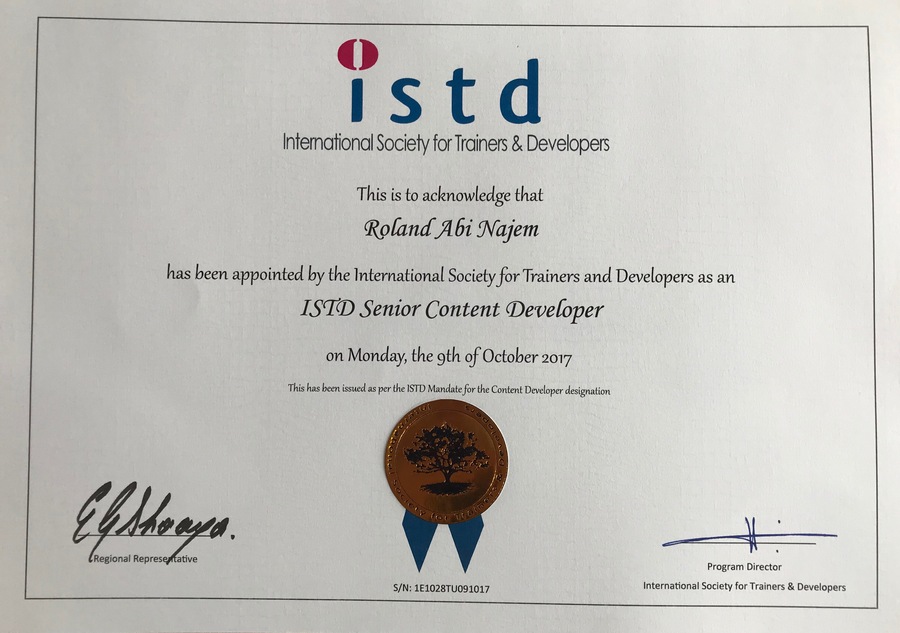 istd
International Society for Trainers & Developers
This is to acknowledge that
Roland Abi Najem
has been appointed by the International Society for Trainers and Developers as an
ISTD Senior Content Developer
on Monday, the 9th of October 2017
This has been issued as per the ISTD Mandate for the Content Developer designation
Regional Representative
S/N: 1E1028TU091017
Program Director
International Society for Trainers & Developers